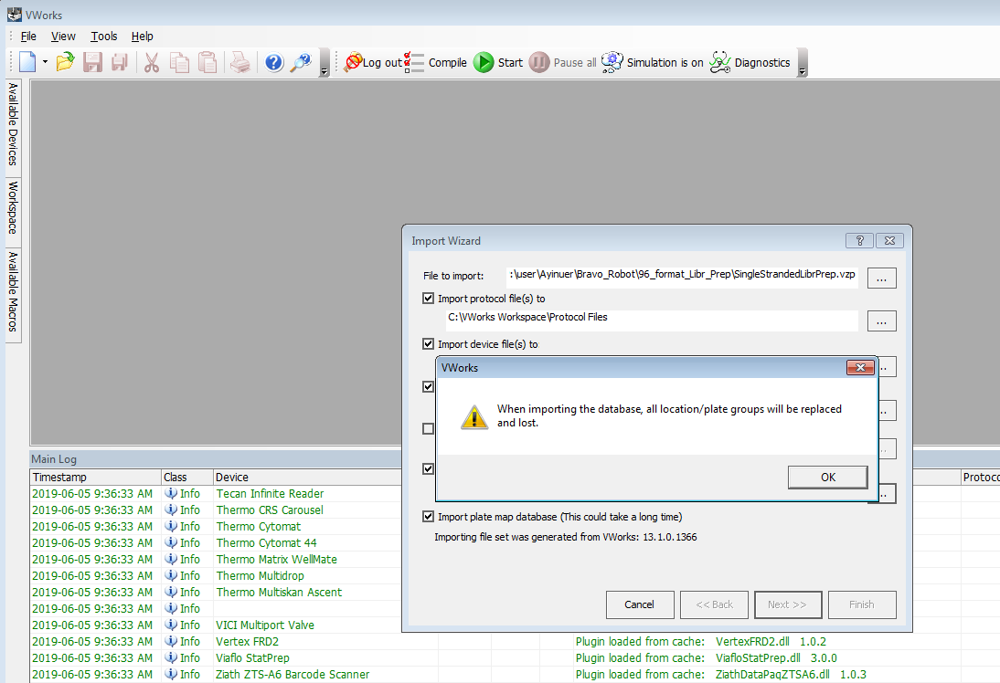 VWorks
File View Tools Help
Log out Compile Start Pause all Simulation is on Diagnostics
Available Devices
Workspace
Available Macros
Import Wizard
File to import: :\user\Ayinuer\Bravo_Robot\96_format_Libr_Prep\SingleStrandedLibrPrep.vzp ...
Import protocol file(s) to
C:\VWorks Workspace\Protocol Files ...
Import device file(s) to
VWorks
When importing the database, all location/plate groups will be replaced
and lost.
OK
Import plate map database (This could take a long time)
Importing file set was generated from VWorks: 13.1.0.1366
Cancel << Back Next >> Finish
Main Log
Timestamp Class Device Protoco
2019-06-05 9:36:33 AM Info Tecan Infinite Reader
2019-06-05 9:36:33 AM Info Thermo CRS Carousel
2019-06-05 9:36:33 AM Info Thermo Cytomat
2019-06-05 9:36:33 AM Info Thermo Cytomat 44
2019-06-05 9:36:33 AM Info Thermo Matrix WellMate
2019-06-05 9:36:33 AM Info Thermo Multidrop
2019-06-05 9:36:33 AM Info Thermo Multiskan Ascent
2019-06-05 9:36:33 AM Info
2019-06-05 9:36:33 AM Info VICI Multiport Valve
2019-06-05 9:36:33 AM Info Vertex FRD2 Plugin loaded from cache: VertexFRD2.dll 1.0.2
2019-06-05 9:36:33 AM Info Viaflo StatPrep Plugin loaded from cache: ViafloStatPrep.dll 3.0.0
2019-06-05 9:36:33 AM Info Ziath ZTS-A6 Barcode Scanner Plugin loaded from cache: ZiathDataPaqZTSA6.dll 1.0.3